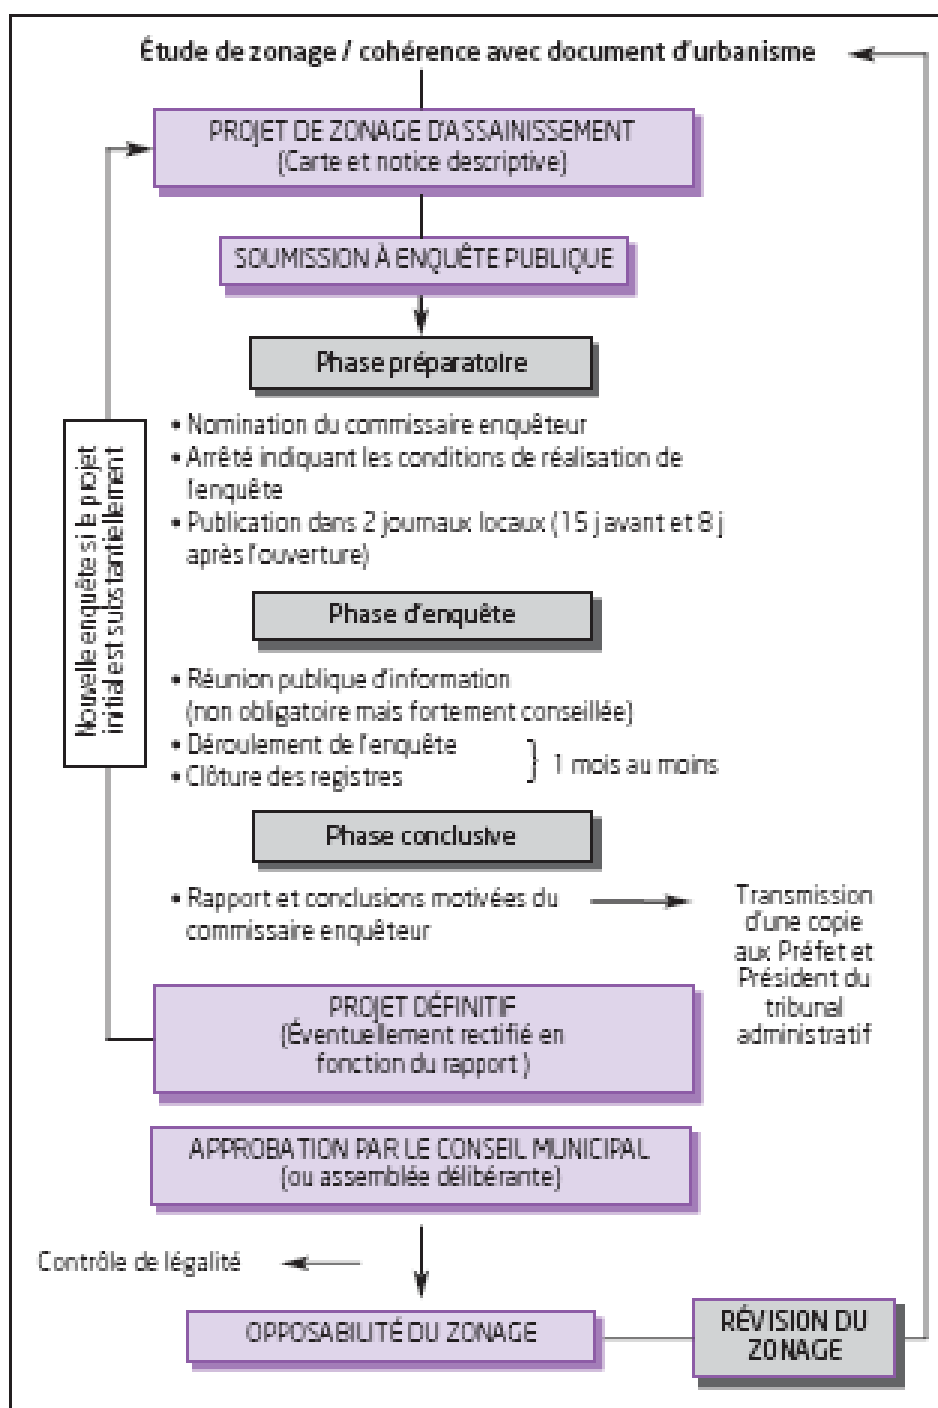 Étude de zonage / cohérence avec document d'urbanisme
PROJET DE ZONAGE D'ASSAINISSEMENT
(Carte et notice descriptive)
SOUMISSION À ENQUÊTE PUBLIQUE
Phase préparatoire
• Nomination du commissaire enquêteur
• Arrêté indiquant les conditions de réalisation de
l'enquête
• Publication dans 2 journaux locaux (15 j avant et 8 j
après l'ouverture)
Nouvelle enquête si le projet
initial est substantiellement
Phase d'enquête
• Réunion publique d'information
(non obligatoire mais fortement conseillée)
• Déroulement de l'enquête
• Clôture des registres
} 1 mois au moins
Phase conclusive
• Rapport et conclusions motivées du
commissaire enquêteur
Transmission
d'une copie
aux Préfet et
Président du
tribunal
administratif
PROJET DÉFINITIF
(Éventuellement rectifié en
fonction du rapport )
APPROBATION PAR LE CONSEIL MUNICIPAL
(ou assemblée délibérante)
Contrôle de légalité
OPPOSABILITÉ DU ZONAGE
RÉVISION DU
ZONAGE